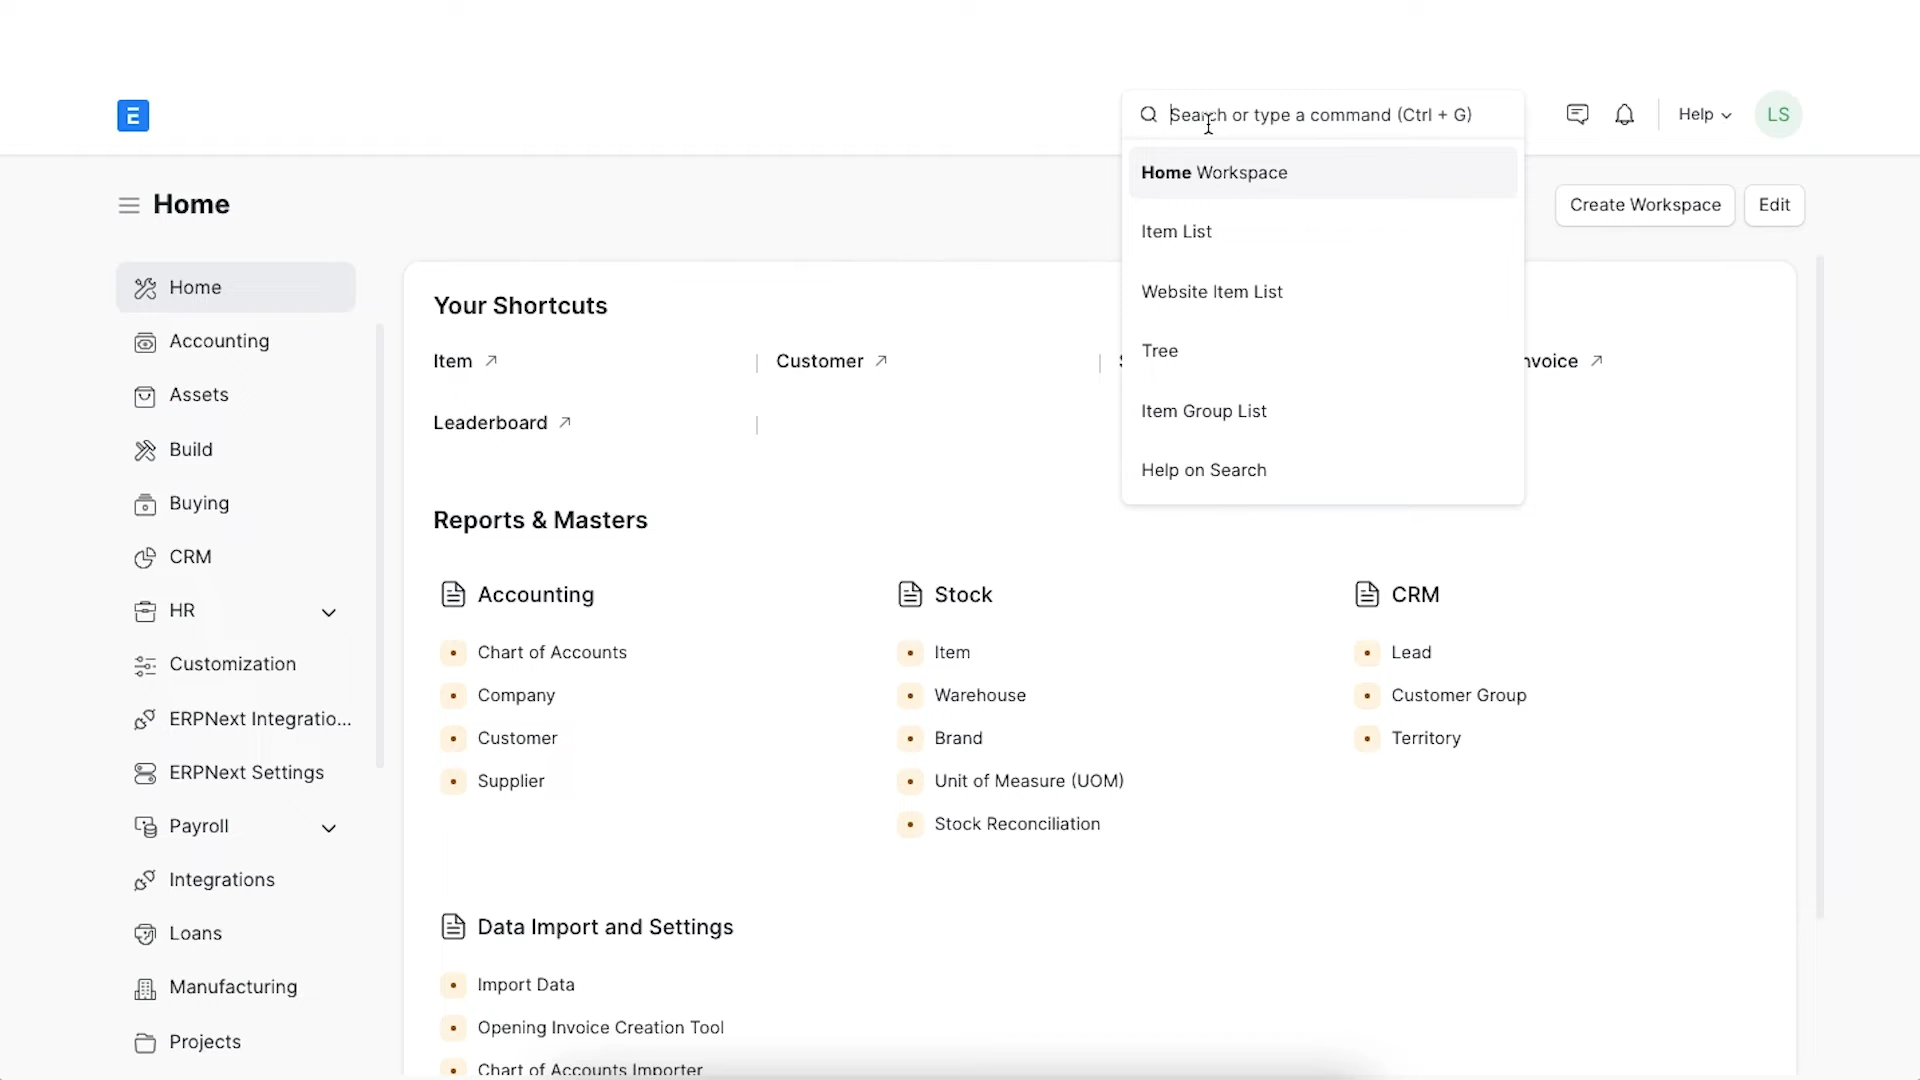 E
Search or type a command (Ctrl + G)
Help
LS
Home Workspace
Item List
Website Item List
Tree
Item Group List
Help on Search
Home
Create Workspace
Edit
Home
Accounting
Assets
Build
Buying
CRM
HR
Customization
ERPNext Integratio...
ERPNext Settings
Payroll
Integrations
Loans
Manufacturing
Projects
Your Shortcuts
Item
Customer
nvoice
Leaderboard
Reports & Masters
Accounting
Chart of Accounts
Company
Customer
Supplier
Stock
Item
Warehouse
Brand
Unit of Measure (UOM)
Stock Reconciliation
CRM
Lead
Customer Group
Territory
Data Import and Settings
Import Data
Opening Invoice Creation Tool
Chart of Accounts Importer